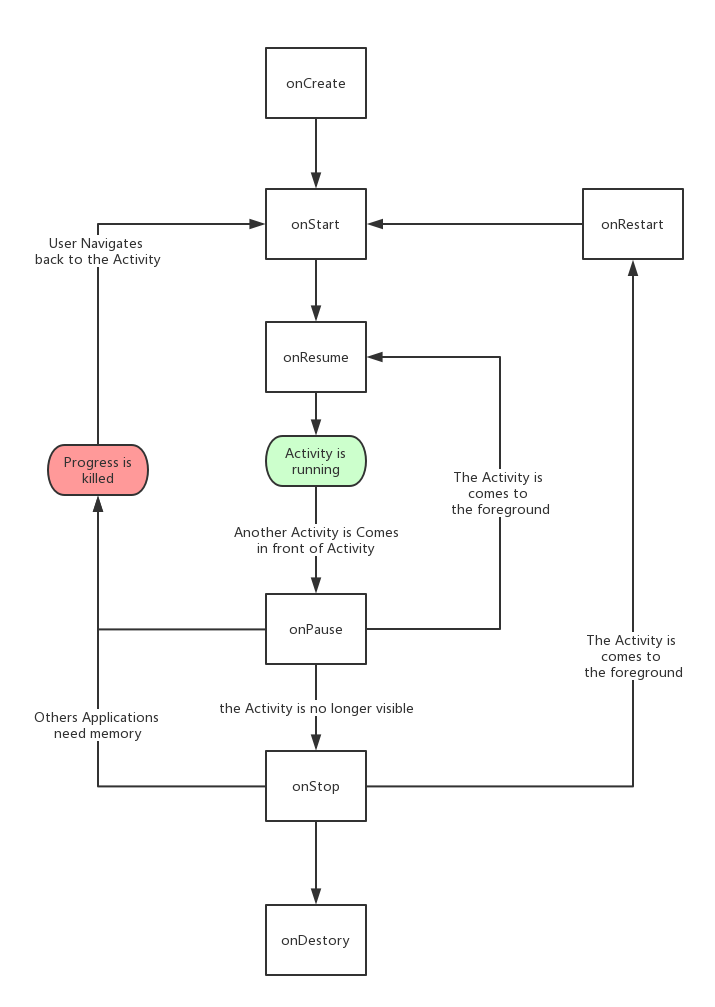 onCreate
onStart
onRestart
User Navigates
back to the Activity
onResume
Progress is
killed
Activity is
running
The Activity is
comes to
the foreground
Another Activity is Comes
in front of Activity
onPause
The Activity is
comes to
the foreground
Others Applications
need memory
the Activity is no longer visible
onStop
onDestory